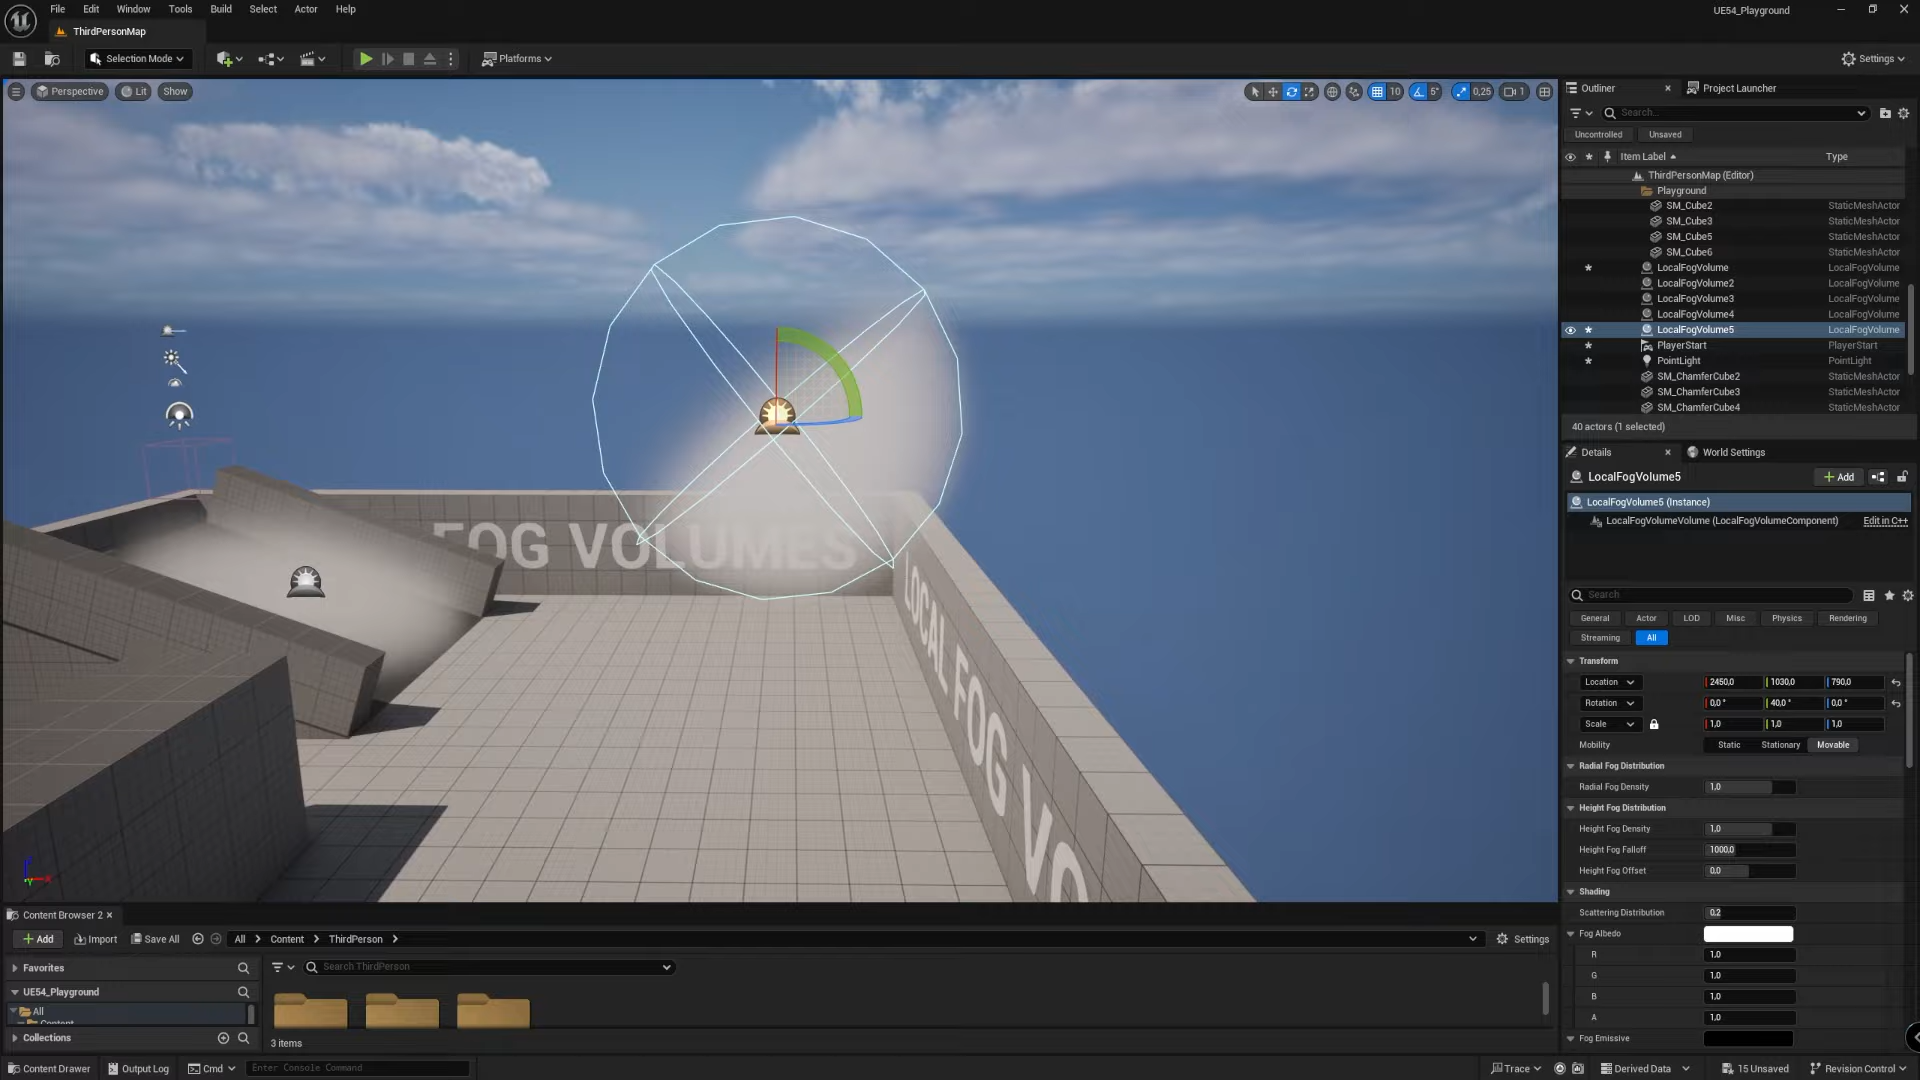 File Edit Window Tools Build Select Actor Help
UE54_Playground
ThirdPersonMap
Selection Mode
Platforms
Settings
Perspective
Lit
Show
10
5°
0,25
1
FOG VOLUMES
LOCAL FOG VO
Outliner
Project Launcher
Search...
Uncontrolled
Unsaved
Item Label
Type
ThirdPersonMap (Editor)
Playground
SM_Cube2 StaticMeshActor
SM_Cube3 StaticMeshActor
SM_Cube5 StaticMeshActor
SM_Cube6 StaticMeshActor
LocalFogVolume LocalFogVolume
LocalFogVolume2 LocalFogVolume
LocalFogVolume3 LocalFogVolume
LocalFogVolume4 LocalFogVolume
LocalFogVolume5 LocalFogVolume
PlayerStart PlayerStart
PointLight PointLight
SM_ChamferCube2 StaticMeshActor
SM_ChamferCube3 StaticMeshActor
SM_ChamferCube4 StaticMeshActor
40 actors (1 selected)
Details
World Settings
LocalFogVolume5
Add
LocalFogVolume5 (Instance)
LocalFogVolumeVolume (LocalFogVolumeComponent) Edit in C++
Search
General Actor LOD Misc Physics Rendering
Streaming All
Transform
Location 2450,0 1030,0 790,0
Rotation 0,0° 40,0° 0,0°
Scale 1,0 1,0 1,0
Mobility Static Stationary Movable
Radial Fog Distribution
Radial Fog Density 1.0
Height Fog Distribution
Height Fog Density 1.0
Height Fog Falloff 1000,0
Height Fog Offset 0.0
Shading
Scattering Distribution 0.2
Fog Albedo
R 1.0
G 1.0
B 1.0
A 1.0
Fog Emissive
Content Browser 2
Add Import Save All All Content ThirdPerson Settings
Favorites
Search ThirdPerson
UE54_Playground
All
Content
Collections
3 items
Content Drawer Output Log Cmd Enter Console Command
Trace Derived Data 15 Unsaved Revision Control